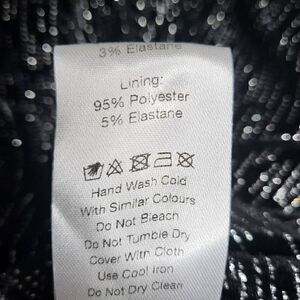 3% Elastane
Lining:
95% Polyester
5% Elastane
Hand Wash Cold
With Similar Colours
Do Not Bleach
Do Not Tumble Dry
Cover With Cloth
Use Cool Iron
Do Not Dry Clean